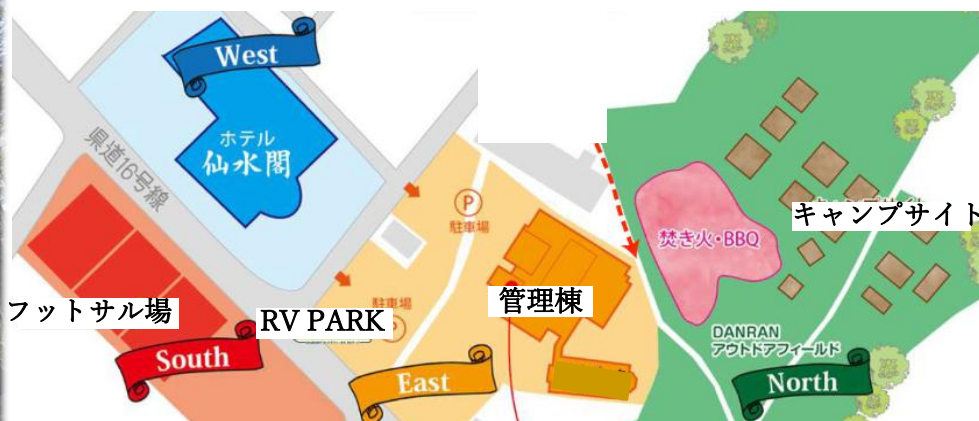 West
ホテル
仙水閣
県道16号線
P
駐車場
焚き火・BBQ
キャンプサイト
フットサル場
RV PARK
駐車場
管理棟
DANRAN
アウトドアフィールド
South
East
North